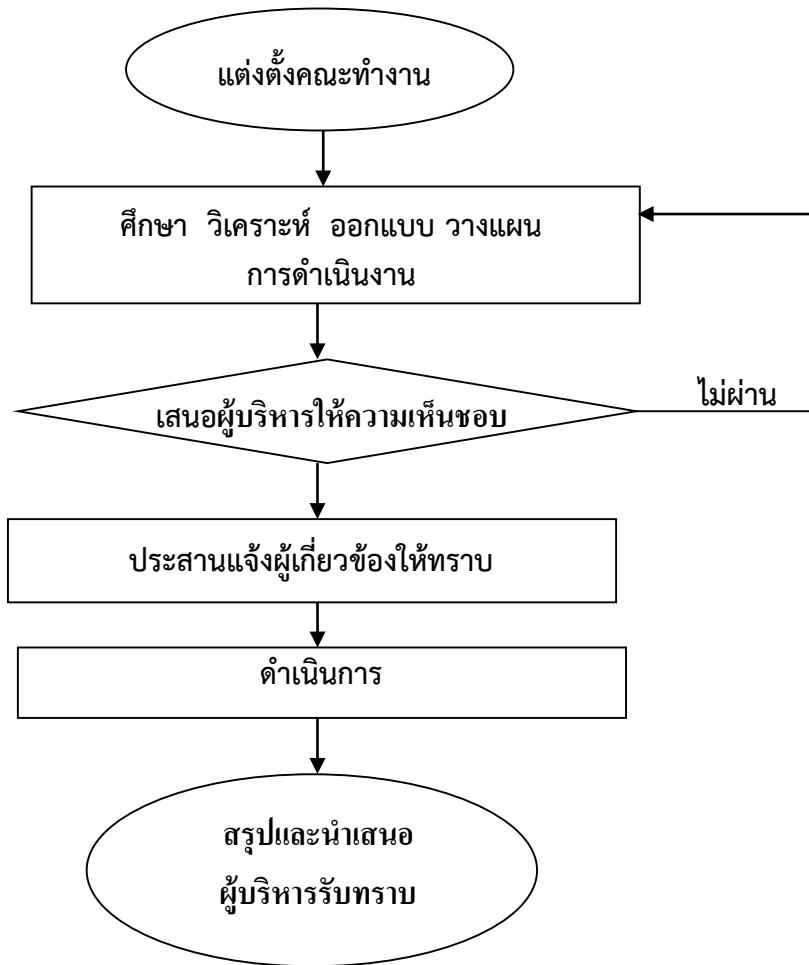 แต่งตั้งคณะทำงาน
ศึกษา วิเคราะห์ ออกแบบ วางแผน
การดำเนินงาน
เสนอผู้บริหารให้ความเห็นชอบ
ไม่ผ่าน
ประสานแจ้งผู้เกี่ยวข้องให้ทราบ
ดำเนินการ
สรุปและนำเสนอ
ผู้บริหารรับทราบ